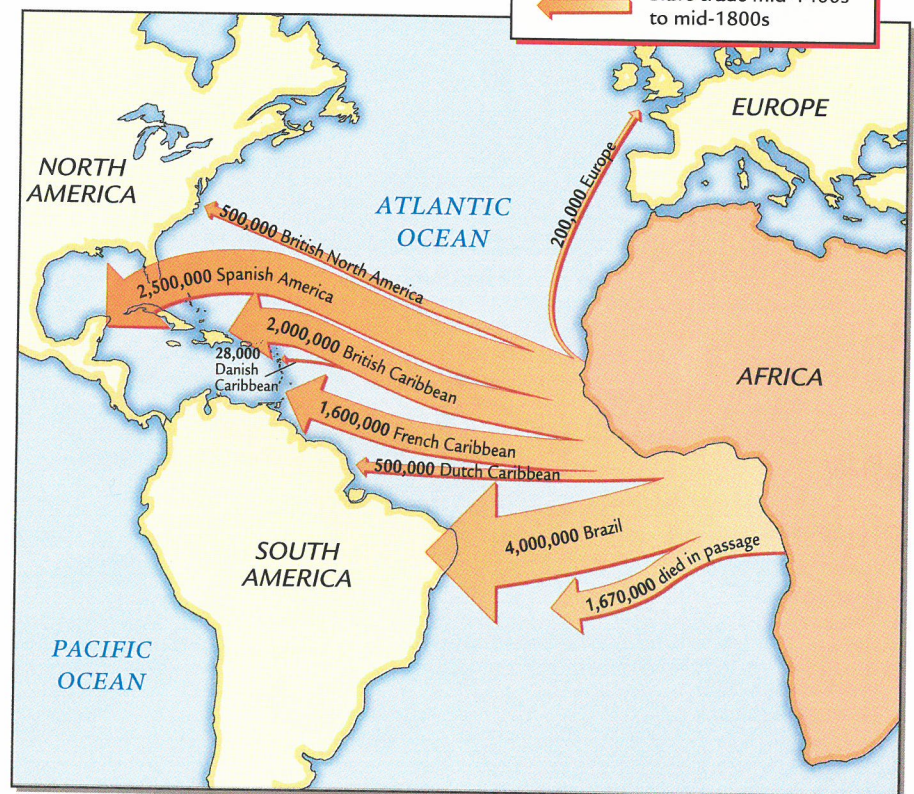 to mid-1800s
EUROPE
NORTH
AMERICA
ATLANTIC
OCEAN
200,000 Europe
500,000 British North America
2,500,000 Spanish America
2,000,000 British Caribbean
28,000
Danish
Caribbean
AFRICA
1,600,000 French Caribbean
500,000 Dutch Caribbean
4,000,000 Brazil
SOUTH
AMERICA
1,670,000 died in passage
PACIFIC
OCEAN